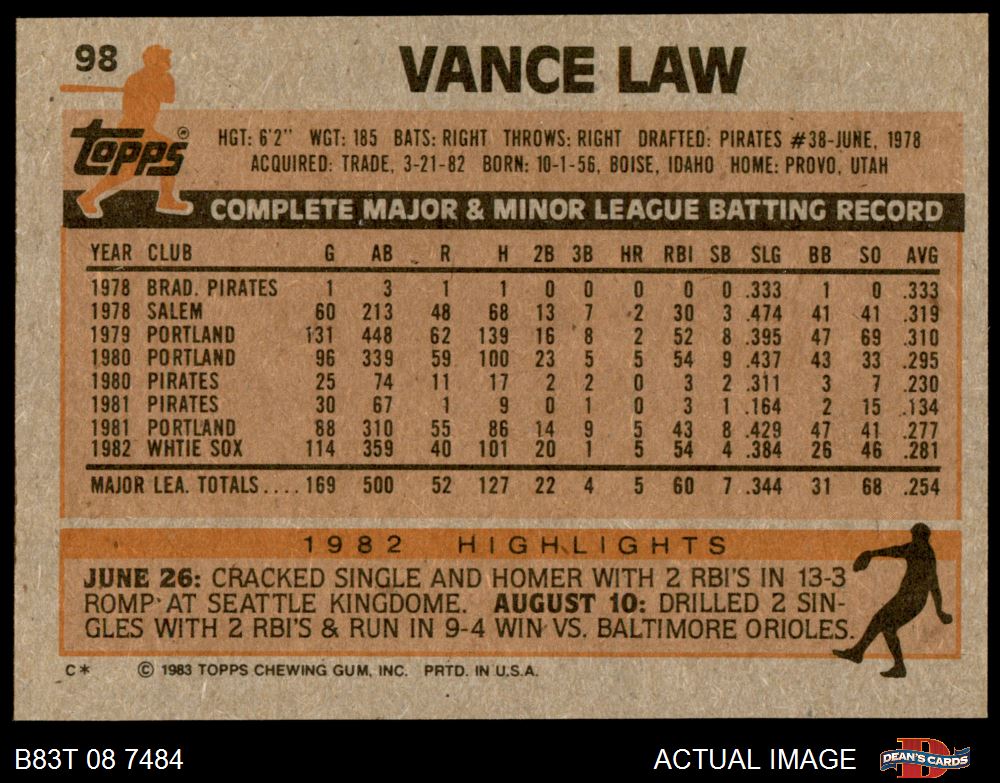 98
VANCE LAW
topps®
HGT: 6'2" WGT: 185 BATS: RIGHT THROWS: RIGHT DRAFTED: PIRATES #38-JUNE, 1978
ACQUIRED: TRADE, 3-21-82 BORN: 10-1-56, BOISE, IDAHO HOME: PROVO, UTAH
COMPLETE MAJOR & MINOR LEAGUE BATTING RECORD
YEAR CLUB G AB R H 2B 3B HR RBI SB SLG BB SO AVG
1978 BRAD. PIRATES 1 3 1 1 0 0 0 0 0 .333 1 0 .333
1978 SALEM 60 213 48 68 13 7 2 30 3 .474 41 41 .319
1979 PORTLAND 131 448 62 139 16 8 2 52 8 .395 47 69 .310
1980 PORTLAND 96 339 59 100 23 5 5 54 9 .437 43 33 .295
1980 PIRATES 25 74 11 17 2 2 0 3 2 .311 3 7 .230
1981 PIRATES 30 67 1 9 0 1 0 3 1 .164 2 15 .134
1981 PORTLAND 88 310 55 86 14 9 5 43 8 .429 47 41 .277
1982 WHTIE SOX 114 359 40 101 20 1 5 54 4 .384 26 46 .281
MAJOR LEA. TOTALS.... 169 500 52 127 22 4 5 60 7 .344 31 68 .254
1982 HIGHLIGHTS
JUNE 26: CRACKED SINGLE AND HOMER WITH 2 RBI'S IN 13-3
ROMP AT SEATTLE KINGDOME. AUGUST 10: DRILLED 2 SIN-
GLES WITH 2 RBI'S & RUN IN 9-4 WIN VS. BALTIMORE ORIOLES.
C* © 1983 TOPPS CHEWING GUM, INC. PRTD. IN U.S.A.
B83T 08 7484 ACTUAL IMAGE D DEAN'S CARDS